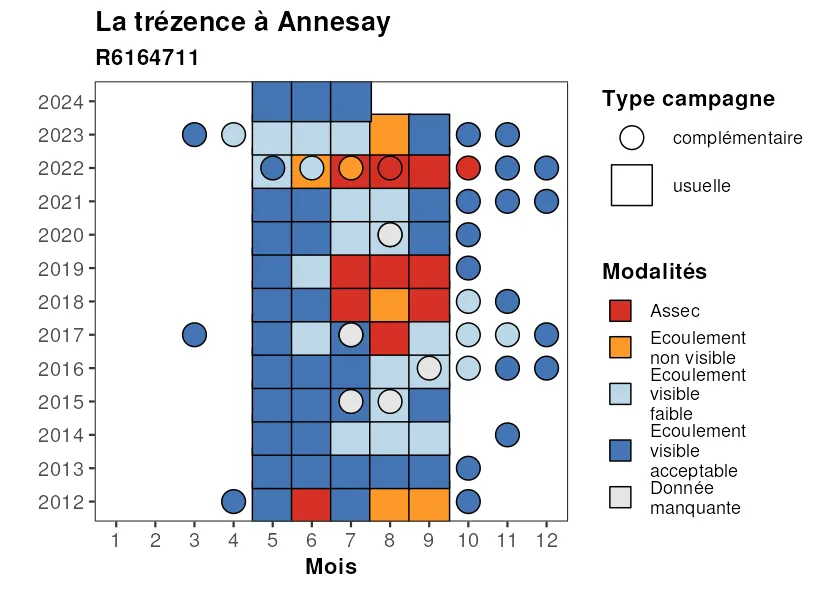 La trézence à Annesay
R6164711
2024
2023
2022
2021
2020
2019
2018
2017
2016
2015
2014
2013
2012
1 2 3 4 5 6 7 8 9 10 11 12
Mois
Type campagne
complémentaire
usuelle
Modalités
Assec
Ecoulement
non visible
Ecoulement
visible
faible
Ecoulement
visible
acceptable
Donnée
manquante